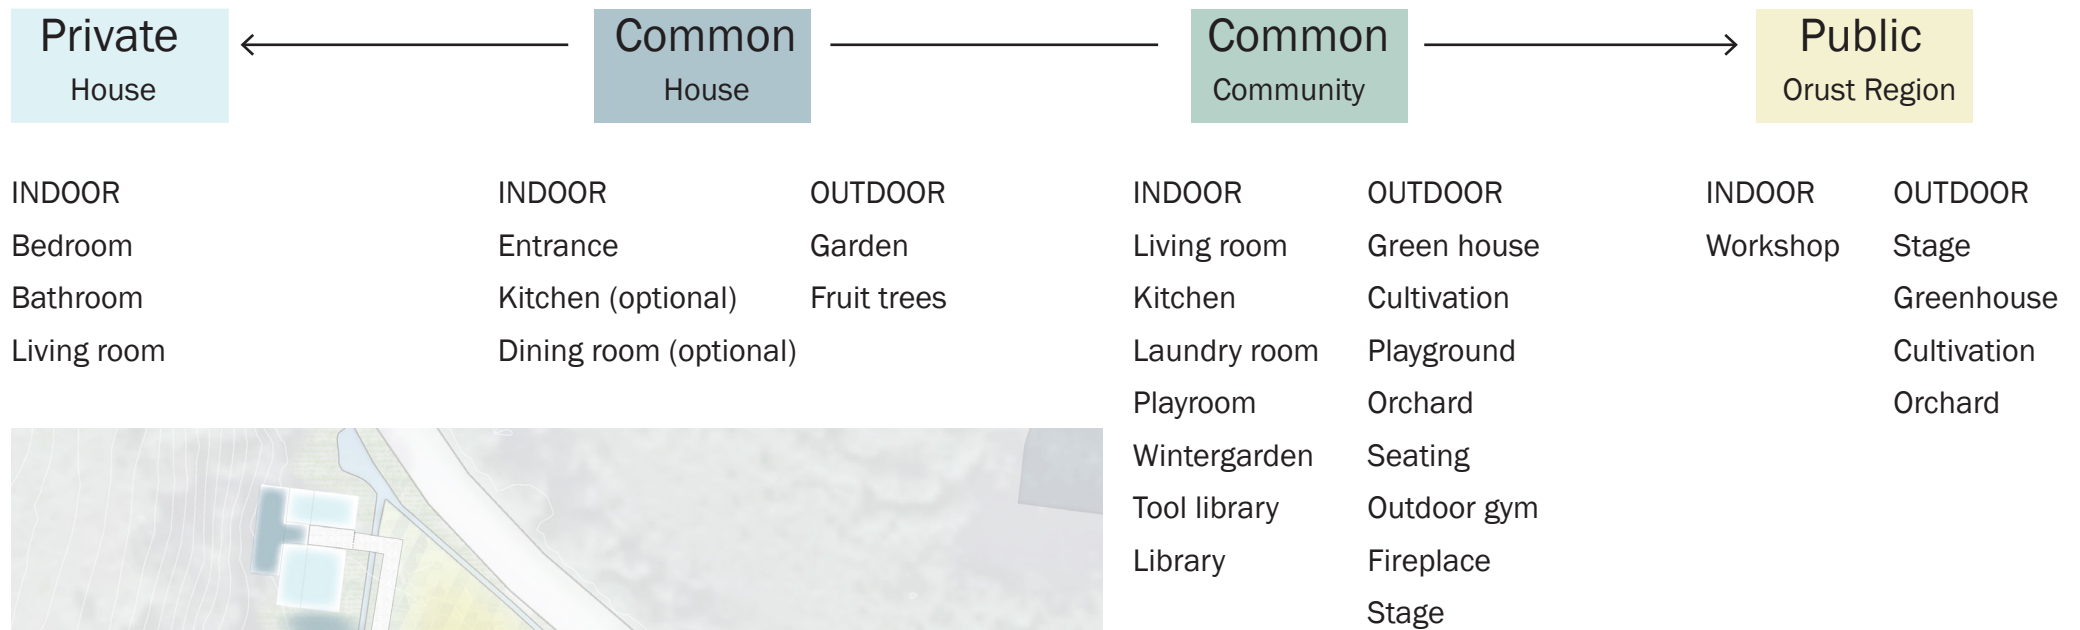 Private
House
Common
House
Common
Community
Public
Orust Region
INDOOR
Bedroom
Bathroom
Living room
INDOOR
Entrance
Kitchen (optional)
Dining room (optional)
OUTDOOR
Garden
Fruit trees
INDOOR
Living room
Kitchen
Laundry room
Playroom
Wintergarden
Tool library
Library
OUTDOOR
Green house
Cultivation
Playground
Orchard
Seating
Outdoor gym
Fireplace
Stage
INDOOR
Workshop
OUTDOOR
Stage
Greenhouse
Cultivation
Orchard